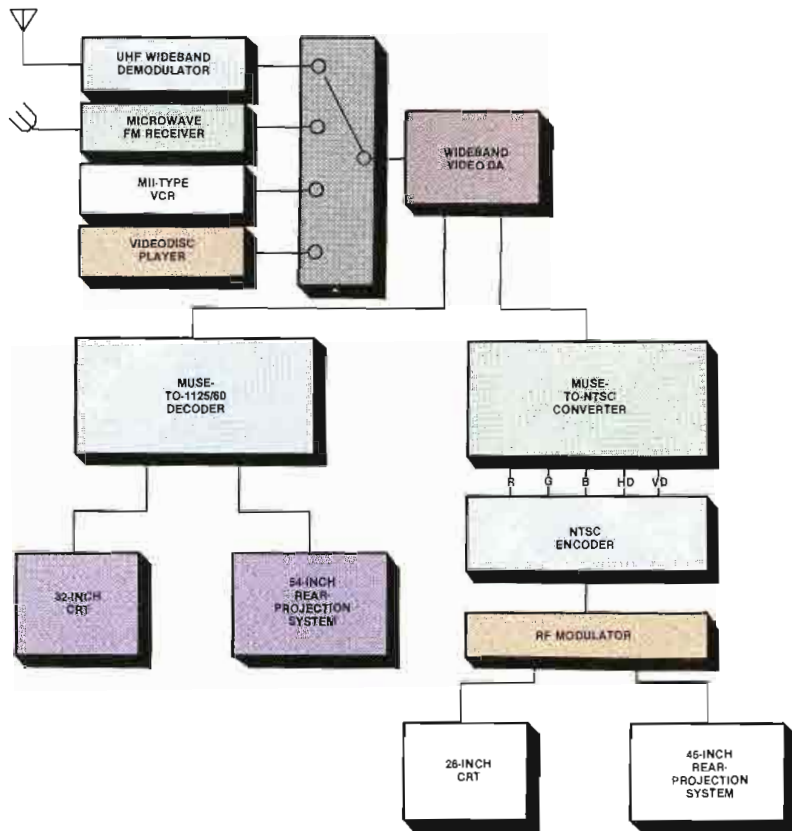 UHF WIDEBAND
DEMODULATOR
MICROWAVE
FM RECEIVER
MII-TYPE
VCR
VIDEODISC
PLAYER
WIDEBAND
VIDEO DA
MUSE-
TO-1125/60
DECODER
MUSE-
TO-NTSC
CONVERTER
R G B HD VD
NTSC
ENCODER
32-INCH
CRT
54-INCH
REAR-
PROJECTION
SYSTEM
RF MODULATOR
26-INCH
CRT
45-INCH
REAR-
PROJECTION
SYSTEM